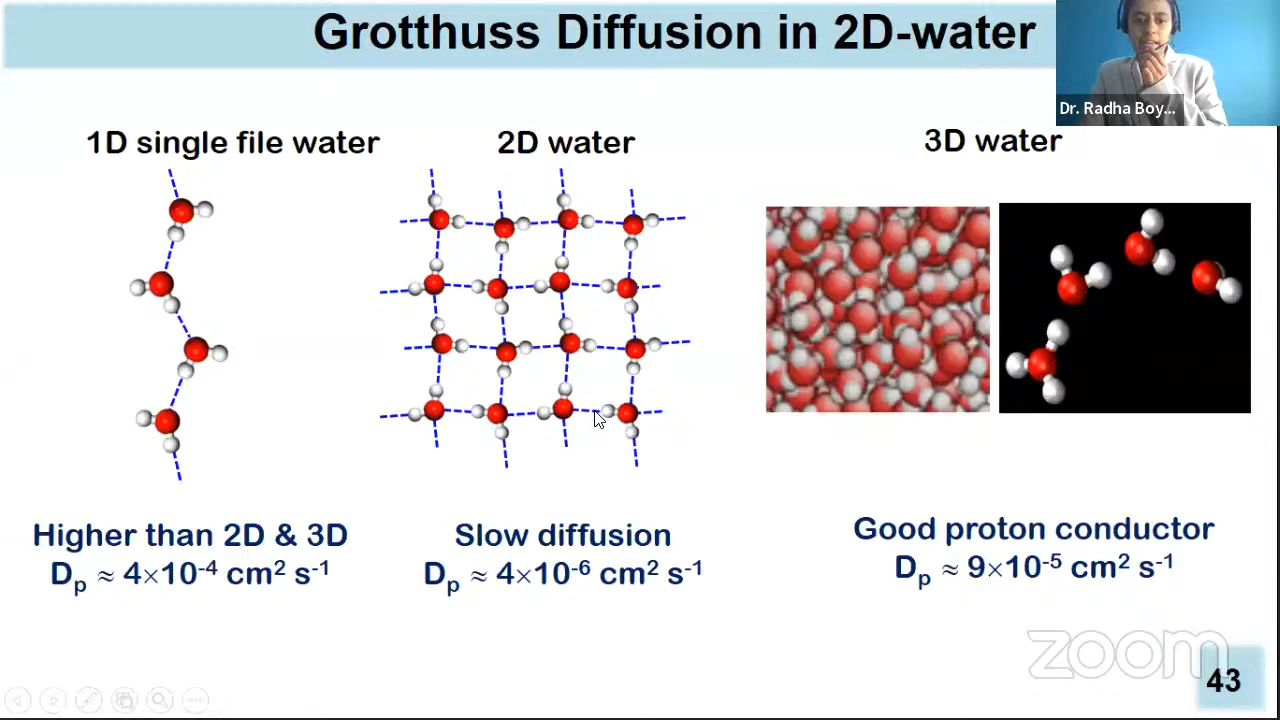 Grotthuss Diffusion in 2D-water
Dr. Radha Boy...
1D single file water
2D water
3D water
Higher than 2D & 3D
Dₚ ≈ 4×10⁻⁴ cm² s⁻¹
Slow diffusion
Dₚ ≈ 4×10⁻⁶ cm² s⁻¹
Good proton conductor
Dₚ ≈ 9×10⁻⁵ cm² s⁻¹
zoom
43